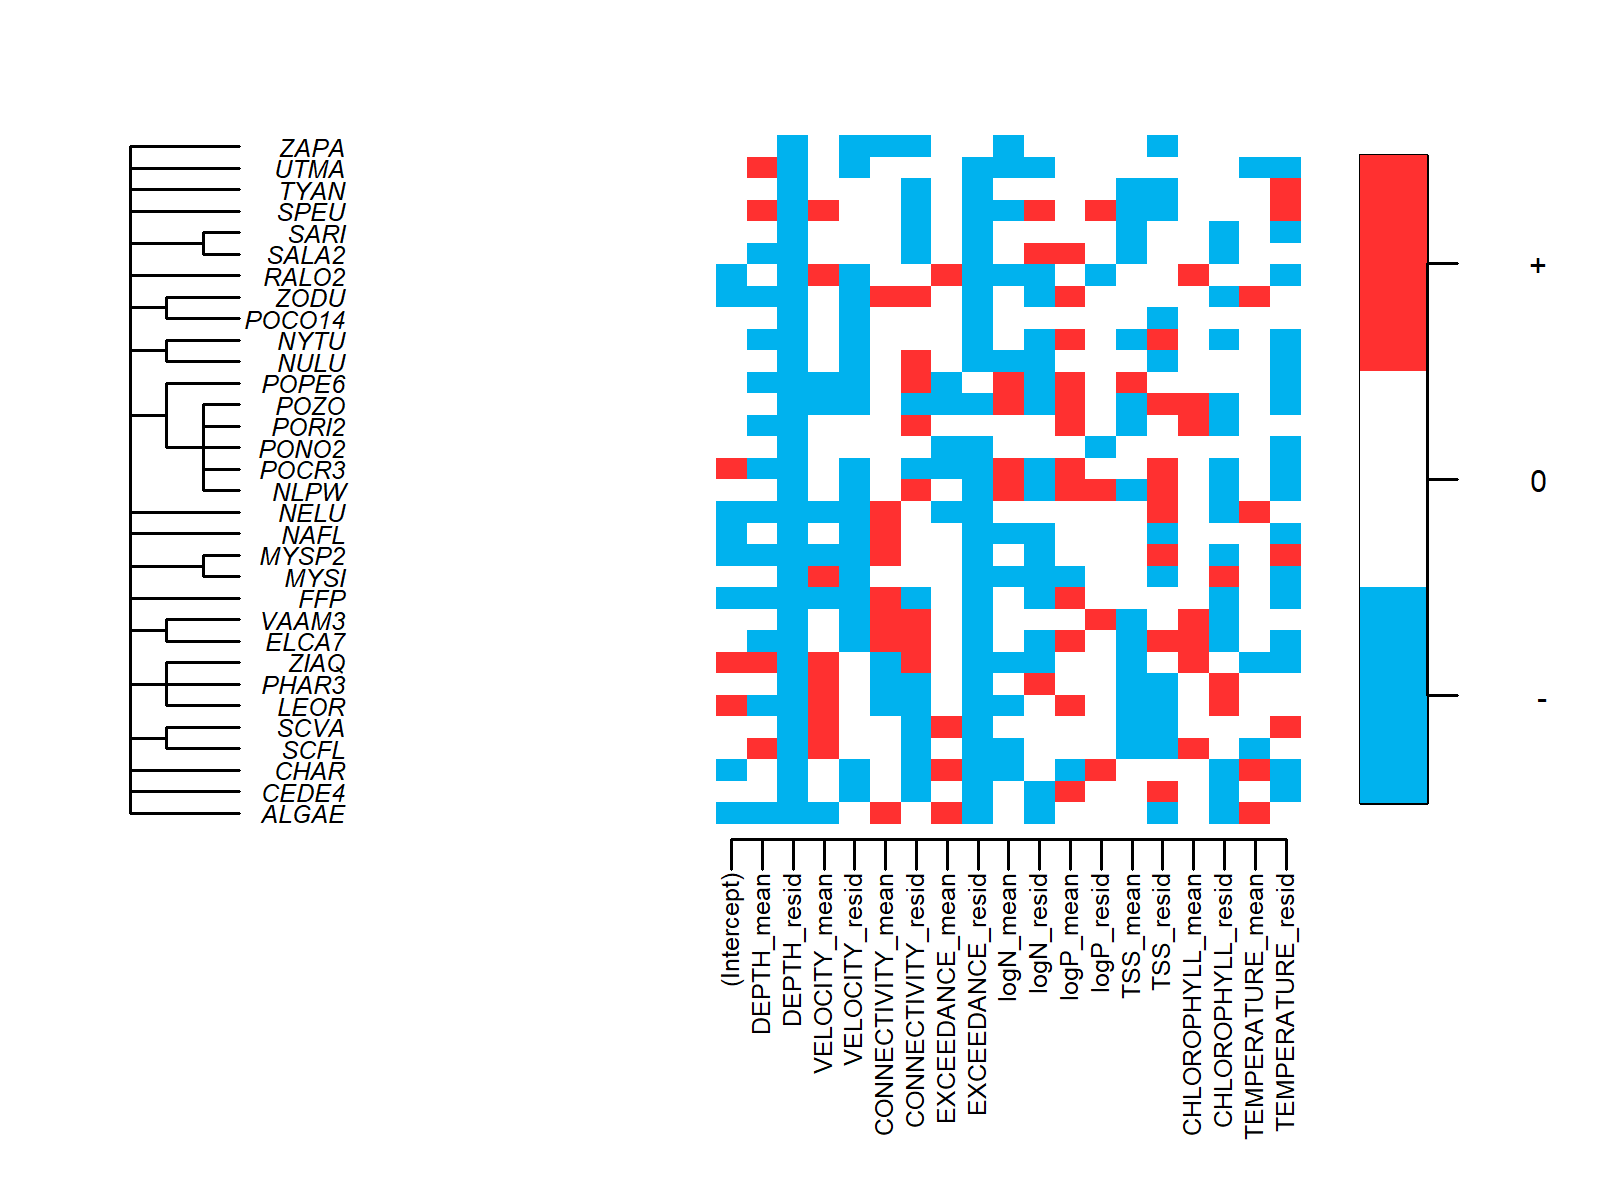 ZAPA
UTMA
TYAN
SPEU
SARI
SALA2
RALO2
ZODU
POCO14
NYTU
NULU
POPE6
POZO
PORI2
PONO2
POCR3
NLPW
NELU
NAFL
MYSP2
MYSI
FFP
VAAM3
ELCA7
ZIAQ
PHAR3
LEOR
SCVA
SCFL
CHAR
CEDE4
ALGAE
(Intercept)
DEPTH_mean
DEPTH_resid
VELOCITY_mean
VELOCITY_resid
CONNECTIVITY_mean
CONNECTIVITY_resid
EXCEEDANCE_mean
EXCEEDANCE_resid
logN_mean
logN_resid
logP_mean
logP_resid
TSS_mean
TSS_resid
CHLOROPHYLL_mean
CHLOROPHYLL_resid
TEMPERATURE_mean
TEMPERATURE_resid
+
0
-